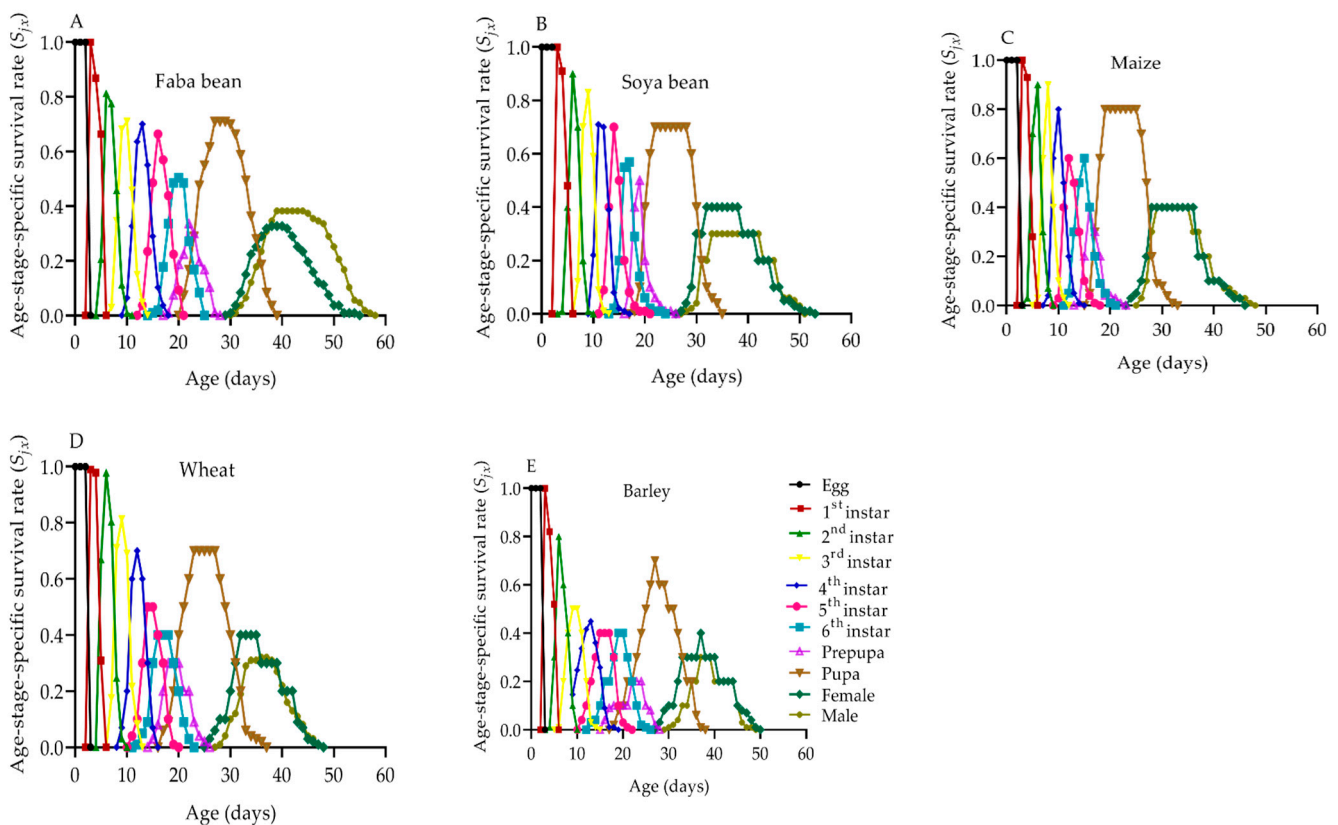 A
Faba bean
Age-stage-specific survival rate (Sjx)
1.0
0.8
0.6
0.4
0.2
0.0
0 10 20 30 40 50 60
Age (days)
B
Soya bean
Age-stage-specific survival rate (Sjx)
1.0
0.8
0.6
0.4
0.2
0.0
0 10 20 30 40 50 60
Age (days)
C
Maize
Age-stage-specific survival rate (Sjx)
1.0
0.8
0.6
0.4
0.2
0.0
0 10 20 30 40 50 60
Age (days)
D
Wheat
Age-stage-specific survival rate (Sjx)
1.0
0.8
0.6
0.4
0.2
0.0
0 10 20 30 40 50 60
Age (days)
E
Barley
Age-stage-specific survival rate (Sjx)
1.0
0.8
0.6
0.4
0.2
0.0
0 10 20 30 40 50 60
Age (days)
Egg
1st instar
2nd instar
3rd instar
4th instar
5th instar
6th instar
Prepupa
Pupa
Female
Male